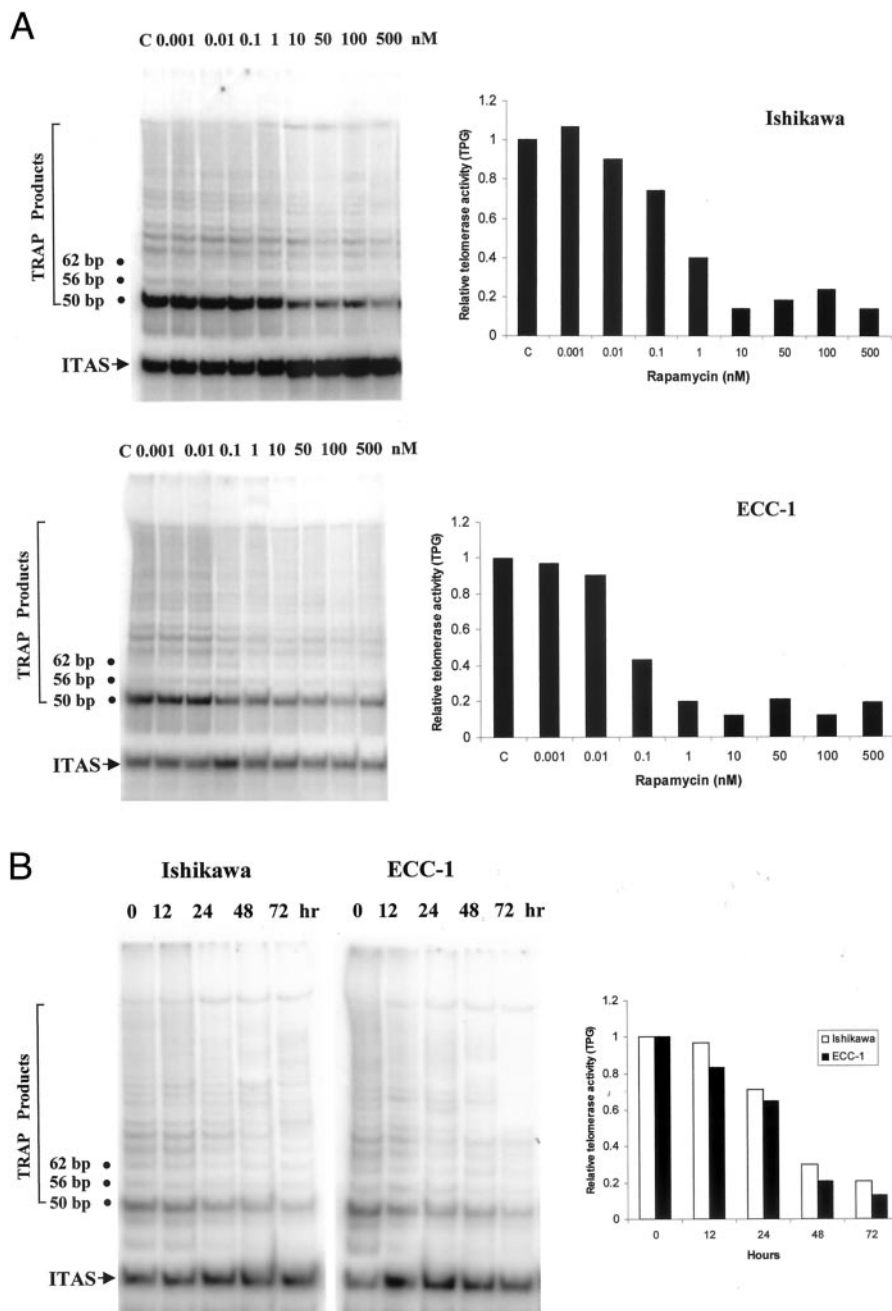 A
C 0.001 0.01 0.1 1 10 50 100 500 nM
TRAP Products
62 bp
56 bp
50 bp
ITAS
Ishikawa
Relative telomerase activity (TPG)
1.2
1
0.8
0.6
0.4
0.2
0
C 0.001 0.01 0.1 1 10 50 100 500
Rapamycin (nM)
C 0.001 0.01 0.1 1 10 50 100 500 nM
TRAP Products
62 bp
56 bp
50 bp
ITAS
ECC-1
Relative telomerase activity (TPG)
1.2
1
0.8
0.6
0.4
0.2
0
C 0.001 0.01 0.1 1 10 50 100 500
Rapamycin (nM)
B
Ishikawa
0 12 24 48 72 hr
ECC-1
0 12 24 48 72 hr
TRAP Products
62 bp
56 bp
50 bp
ITAS
Relative telomerase activity (TPG)
1.2
1
0.8
0.6
0.4
0.2
0
Ishikawa
ECC-1
0 12 24 48 72
Hours